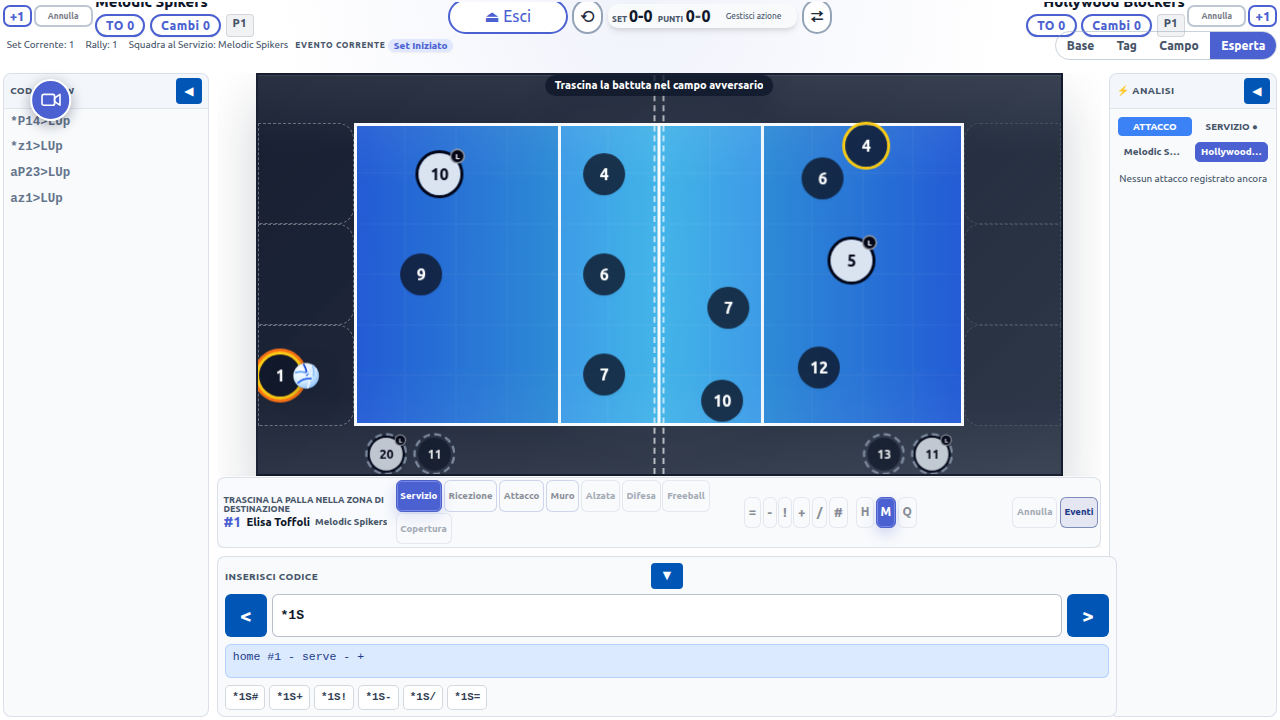 +1
Annulla
Melodic Spikers
TO 0
Cambi 0
P1
⏏ Esci
SET 0-0 PUNTI 0-0 Gestisci azione
Hollywood Blockers
TO 0
Cambi 0
P1
Annulla
+1
Set Corrente: 1 Rally: 1 Squadra al Servizio: Melodic Spikers EVENTO CORRENTE Set Iniziato
Base Tag Campo Esperta
*P14>LUp
*z1>LUp
aP23>LUp
az1>LUp
Trascina la battuta nel campo avversario
10 L
4
9
6
1
7
4
6
5 L
7
12
10
20 L
11
13
11 L
⚡ ANALISI
ATTACCO SERVIZIO ●
Melodic S... Hollywood...
Nessun attacco registrato ancora
TRASCINA LA PALLA NELLA ZONA DI
DESTINAZIONE
#1 Elisa Toffoli Melodic Spikers
Servizio Ricezione Attacco Muro Alzata Difesa Freeball
Copertura
= - ! + / # H M Q
Annulla Eventi
INSERISCI CODICE
▼
< *1S >
home #1 - serve - +
*1S# *1S+ *1S! *1S- *1S/ *1S=